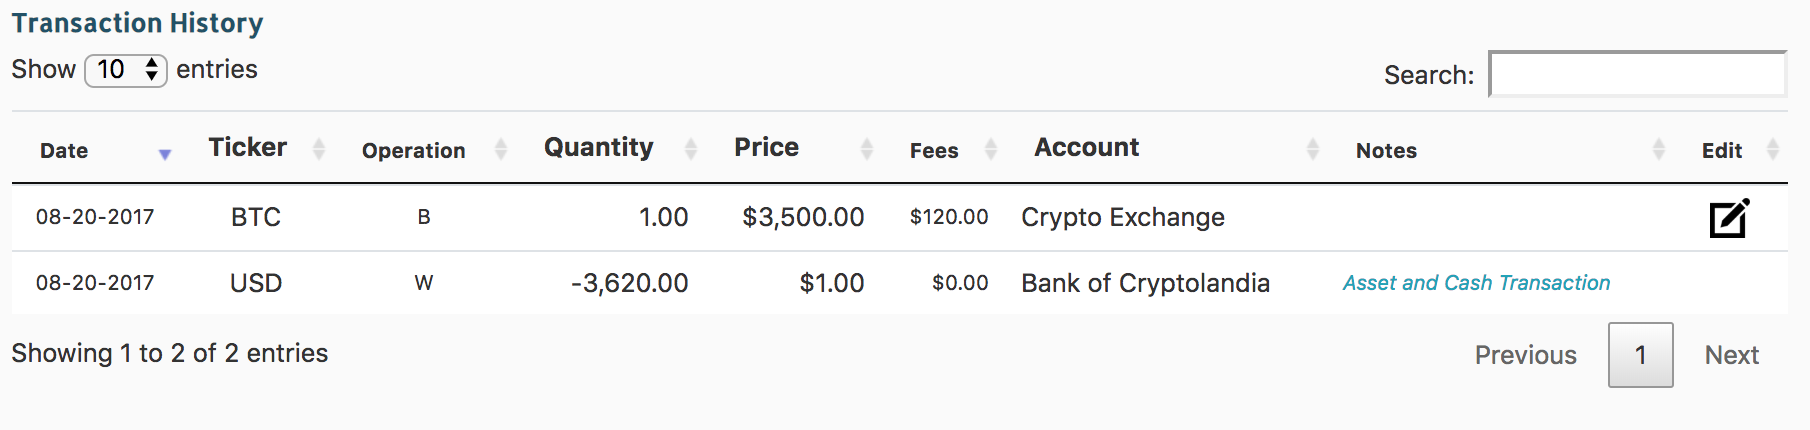 Transaction History
Show 10 entries
Search:
Date Ticker Operation Quantity Price Fees Account Notes Edit
08-20-2017 BTC B 1.00 $3,500.00 $120.00 Crypto Exchange
08-20-2017 USD W -3,620.00 $1.00 $0.00 Bank of Cryptolandia Asset and Cash Transaction
Showing 1 to 2 of 2 entries
Previous 1 Next